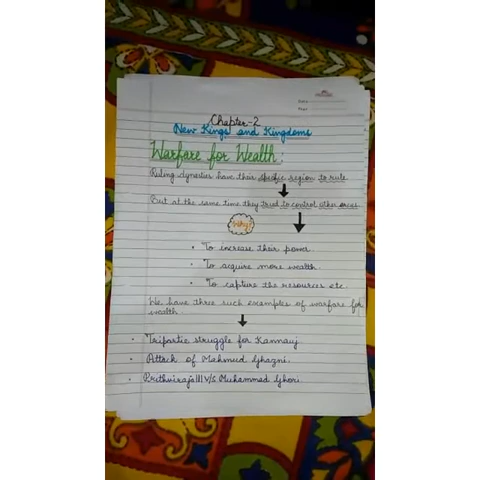 Date
Page
Chapter-2
New Kings and Kingdoms
Warfare for Wealth:
Ruling dynasties have their specific region to rule.
But at the same time they tried to control other areas
Why?
• To increase their power.
• To acquire more wealth.
• To capture the resources etc.
We have three such examples of warfare for
wealth.
• Tripartic struggle for Kannauj
• Attack of Mahmud Ghazni.
• Prithviraj III V/s Muhammad Ghori